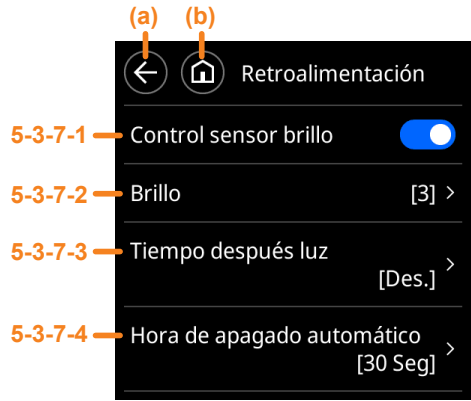 (a) (b)
Retroalimentación
5-3-7-1 Control sensor brillo
5-3-7-2 Brillo [3] >
5-3-7-3 Tiempo después luz
[Des.] >
5-3-7-4 Hora de apagado automático
[30 Seg] >